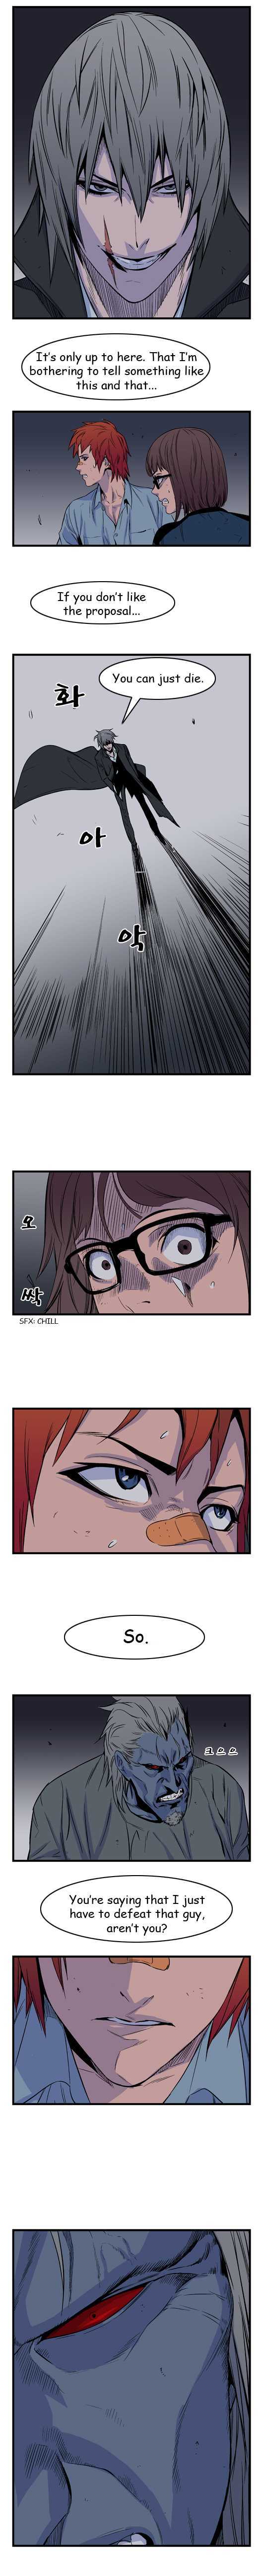 It's only up to here. That I'm
bothering to tell something like
this and that...
If you don't like
the proposal...
You can just die.
화
아
악
오
싹
SFX: CHILL
So.
크으으
You're saying that I just
have to defeat that guy,
aren't you?